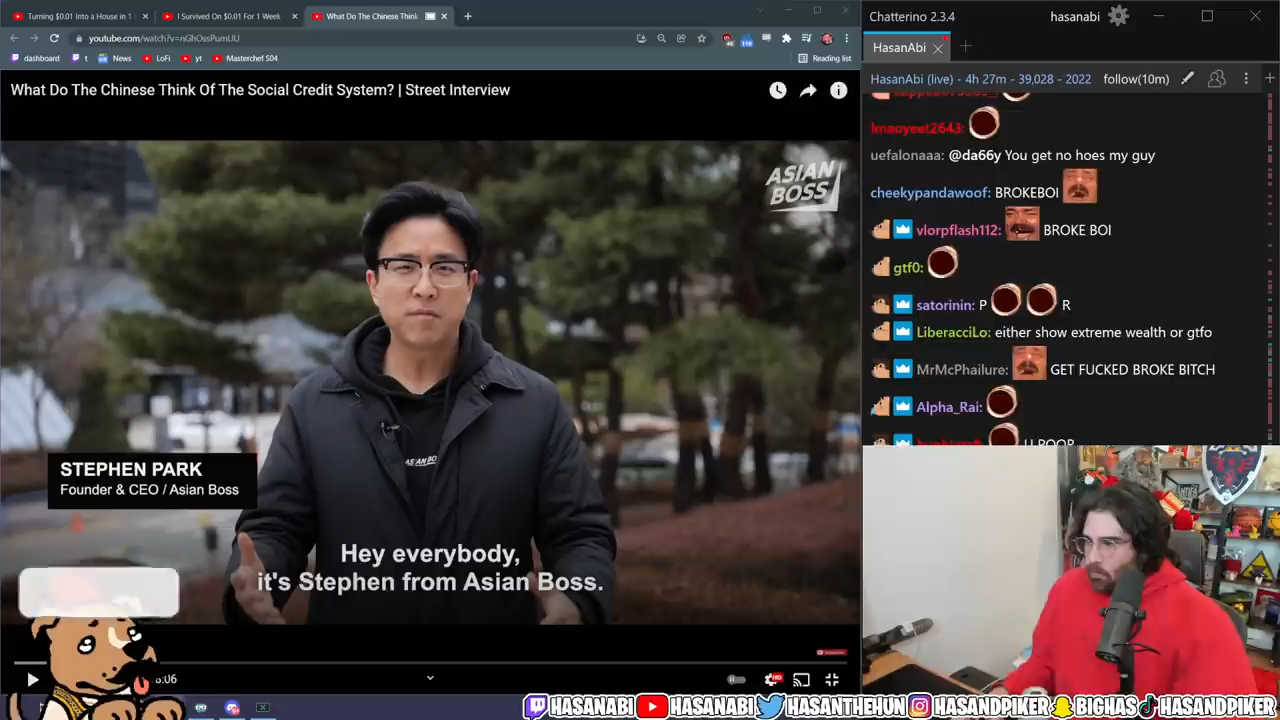 Turning $0.01 Into a House in 1
I Survived On $0.01 For 1 Week
What Do The Chinese Think
youtube.com/watch?v=nGhOssPumUU
dashboard
t
News
LoFi
yt
Masterchef S04
Reading list
What Do The Chinese Think Of The Social Credit System? | Street Interview
ASIAN
BOSS
STEPHEN PARK
Founder & CEO / Asian Boss
Hey everybody,
it's Stephen from Asian Boss.
Chatterino 2.3.4
hasanabi
HasanAbi
HasanAbi (live) - 4h 27m - 39,028 - 2022
follow(10m)
lmaoyeet2643:
uefalonaaa: @da66y You get no hoes my guy
cheekypandawoof: BROKEBOI
vlorpflash112: BROKE BOI
gtf0:
satorinin: P R
LiberacciLo: either show extreme wealth or gtfo
MrMcPhailure: GET FUCKED BROKE BITCH
Alpha_Rai:
U POOR
HASANABI HASANABI HASANTHEHUN HASANDPIKER BIGHAS HASANDPIKER